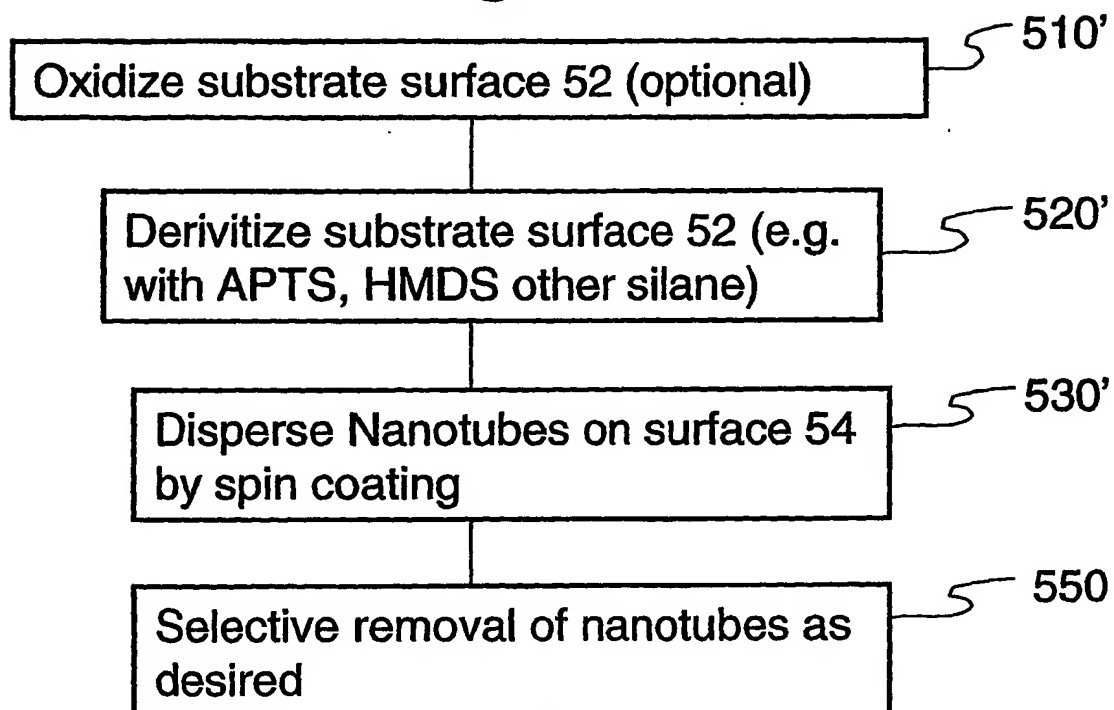 510'
Oxidize substrate surface 52 (optional)
520'
Derivitize substrate surface 52 (e.g.
with APTS, HMDS other silane)
530'
Disperse Nanotubes on surface 54
by spin coating
550
Selective removal of nanotubes as
desired